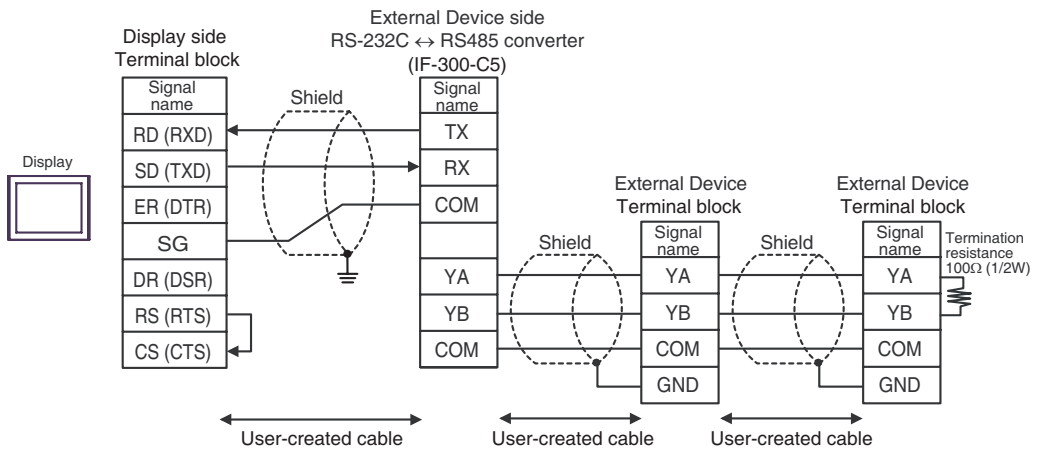 External Device side
RS-232C ↔ RS485 converter
(IF-300-C5)
Display side
Terminal block
Signal
name
RD (RXD)
SD (TXD)
ER (DTR)
SG
DR (DSR)
RS (RTS)
CS (CTS)
Display
Shield
Signal
name
TX
RX
COM
YA
YB
COM
Shield
External Device
Terminal block
Signal
name
YA
YB
COM
GND
Shield
External Device
Terminal block
Signal
name
YA
YB
COM
GND
Termination
resistance
100Ω (1/2W)
User-created cable
User-created cable
User-created cable